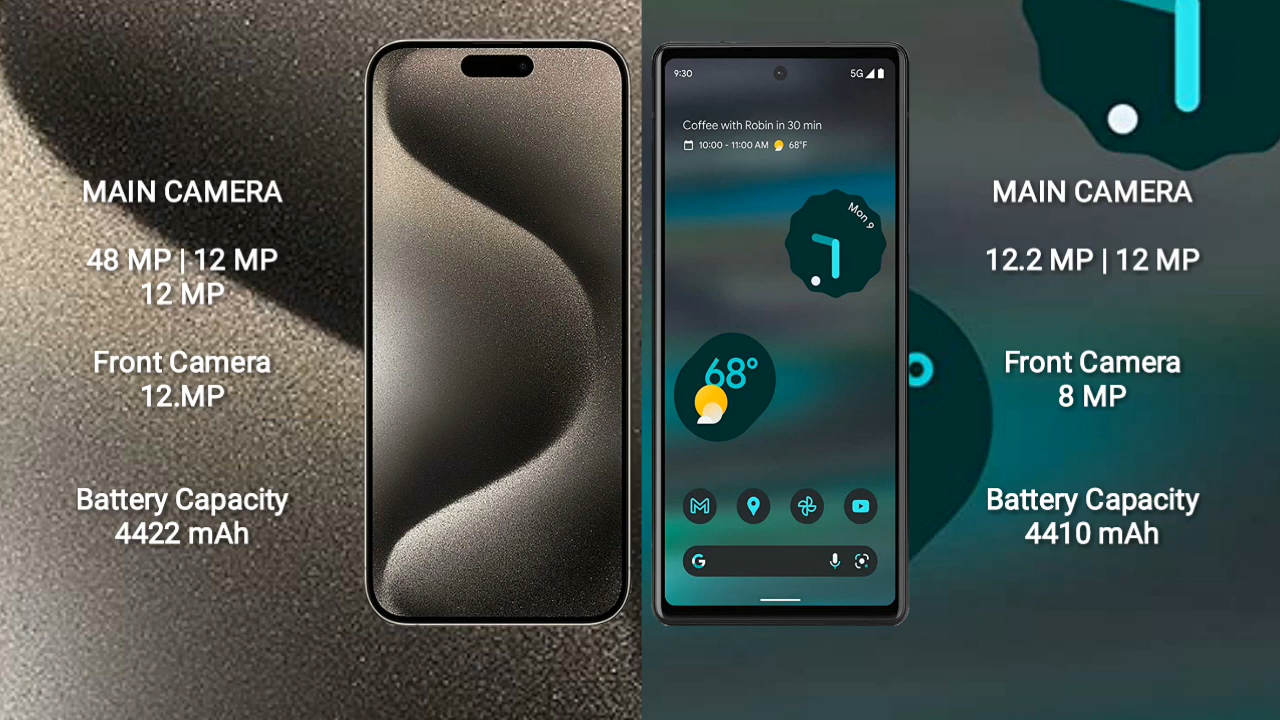 MAIN CAMERA
48 MP | 12 MP
12 MP
Front Camera
12.MP
Battery Capacity
4422 mAh
9:30
5G
Coffee with Robin in 30 min
10:00 - 11:00 AM 68°F
Mon 9
68°
G
MAIN CAMERA
12.2 MP | 12 MP
Front Camera
8 MP
Battery Capacity
4410 mAh